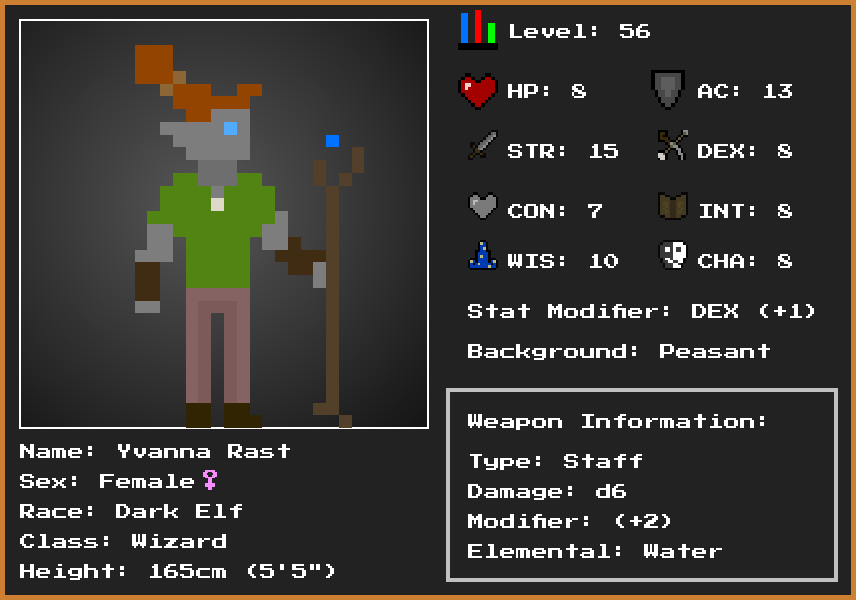 Level: 56
HP: 8
AC: 13
STR: 15
DEX: 8
CON: 7
INT: 8
WIS: 10
CHA: 8
Stat Modifier: DEX (+1)
Background: Peasant
Weapon Information:
Type: Staff
Damage: d6
Modifier: (+2)
Elemental: Water
Name: Yvanna Rast
Sex: Female♀
Race: Dark Elf
Class: Wizard
Height: 165cm (5'5")